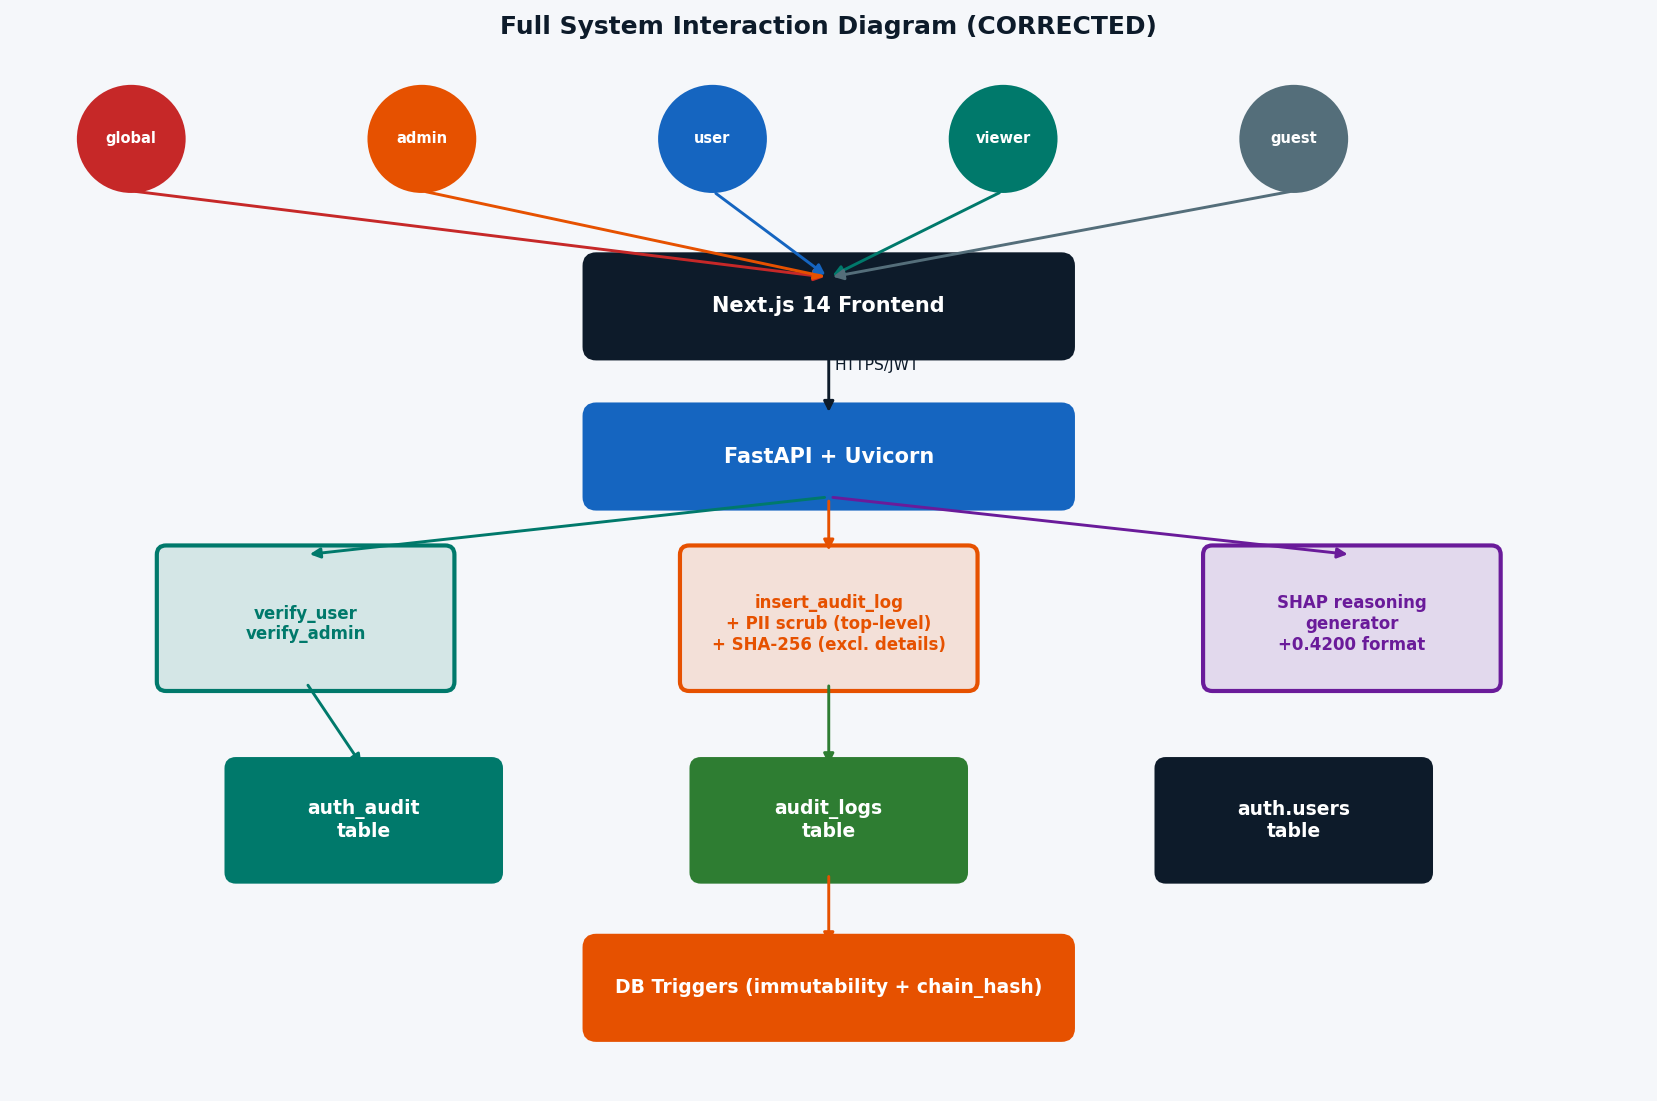 Full System Interaction Diagram (CORRECTED)
global
admin
user
viewer
guest
Next.js 14 Frontend
HTTPS/JWT
FastAPI + Uvicorn
verify_user
verify_admin
insert_audit_log
+ PII scrub (top-level)
+ SHA-256 (excl. details)
SHAP reasoning
generator
+0.4200 format
auth_audit
table
audit_logs
table
auth.users
table
DB Triggers (immutability + chain_hash)